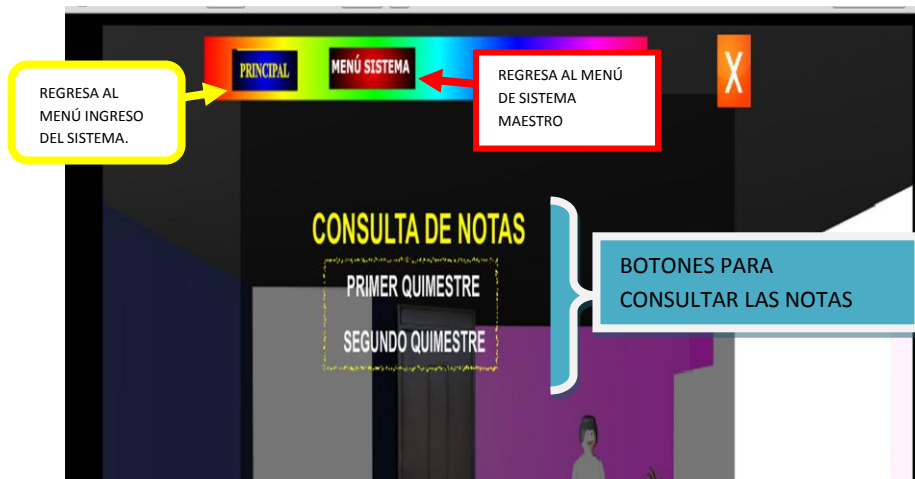 PRINCIPAL
MENÚ SISTEMA
X
REGRESA AL
MENÚ INGRESO
DEL SISTEMA.
REGRESA AL MENÚ
DE SISTEMA
MAESTRO
CONSULTA DE NOTAS
PRIMER QUIMESTRE
SEGUNDO QUIMESTRE
BOTONES PARA
CONSULTAR LAS NOTAS